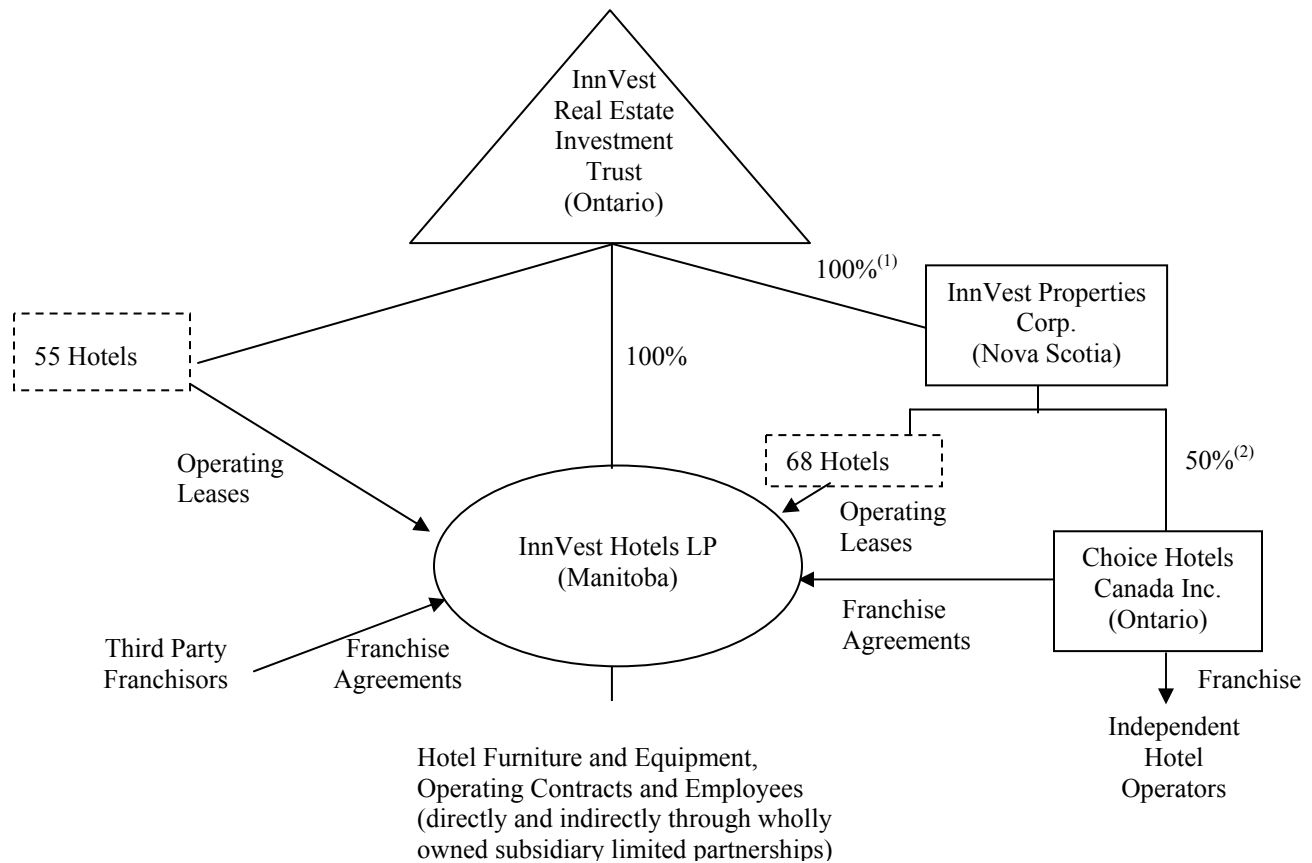 InnVest
Real Estate
Investment
Trust
(Ontario)
100%(1)
InnVest Properties
Corp.
(Nova Scotia)
55 Hotels
100%
68 Hotels
50%(2)
Operating
Leases
Operating
Leases
InnVest Hotels LP
(Manitoba)
Choice Hotels
Canada Inc.
(Ontario)
Franchise
Agreements
Third Party
Franchisors
Franchise
Agreements
Franchise
Independent
Hotel
Operators
Hotel Furniture and Equipment,
Operating Contracts and Employees
(directly and indirectly through wholly
owned subsidiary limited partnerships)